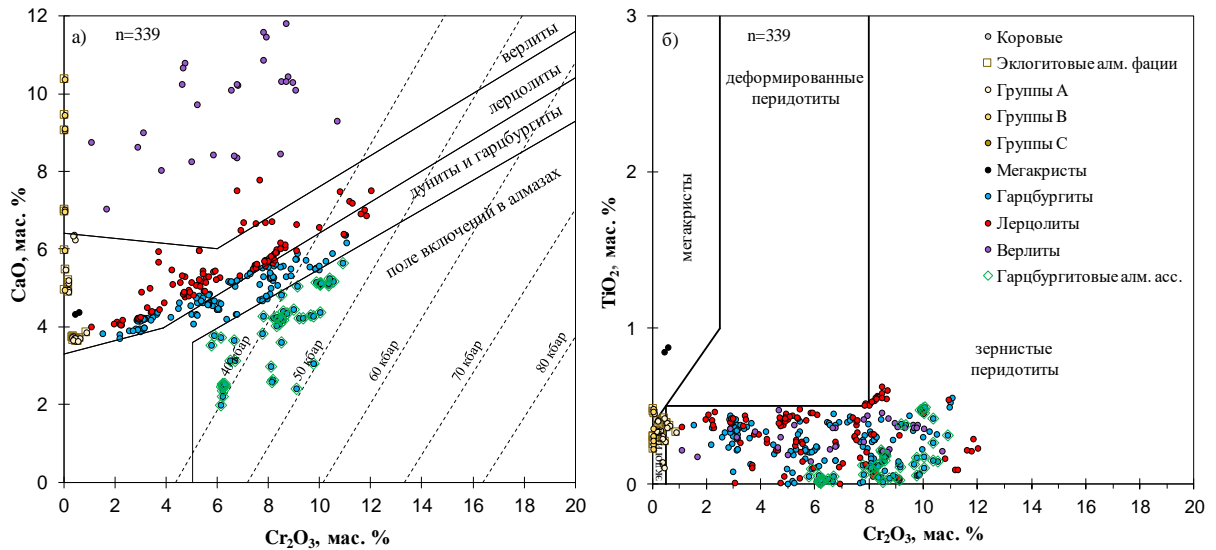 а)
n=339
CaO, мас. %
12
10
8
6
4
2
0
верлиты
лерцолиты
дуниты и гарцбургиты
поле включений в алмазах
40 кбар
50 кбар
60 кбар
70 кбар
80 кбар
0 2 4 6 8 10 12 14 16 18 20
Cr2O3, мас. %
б)
n=339
TiO2, мас. %
3
2
1
0
мегакристы
деформированные
перидотиты
зернистые
перидотиты
0 2 4 6 8 10 12 14 16 18 20
Cr2O3, мас. %
Коровые
Эклогитовые алм. фации
Группы А
Группы В
Группы С
Мегакристы
Гарцбургиты
Лерцолиты
Верлиты
Гарцбургитовые алм. асс.